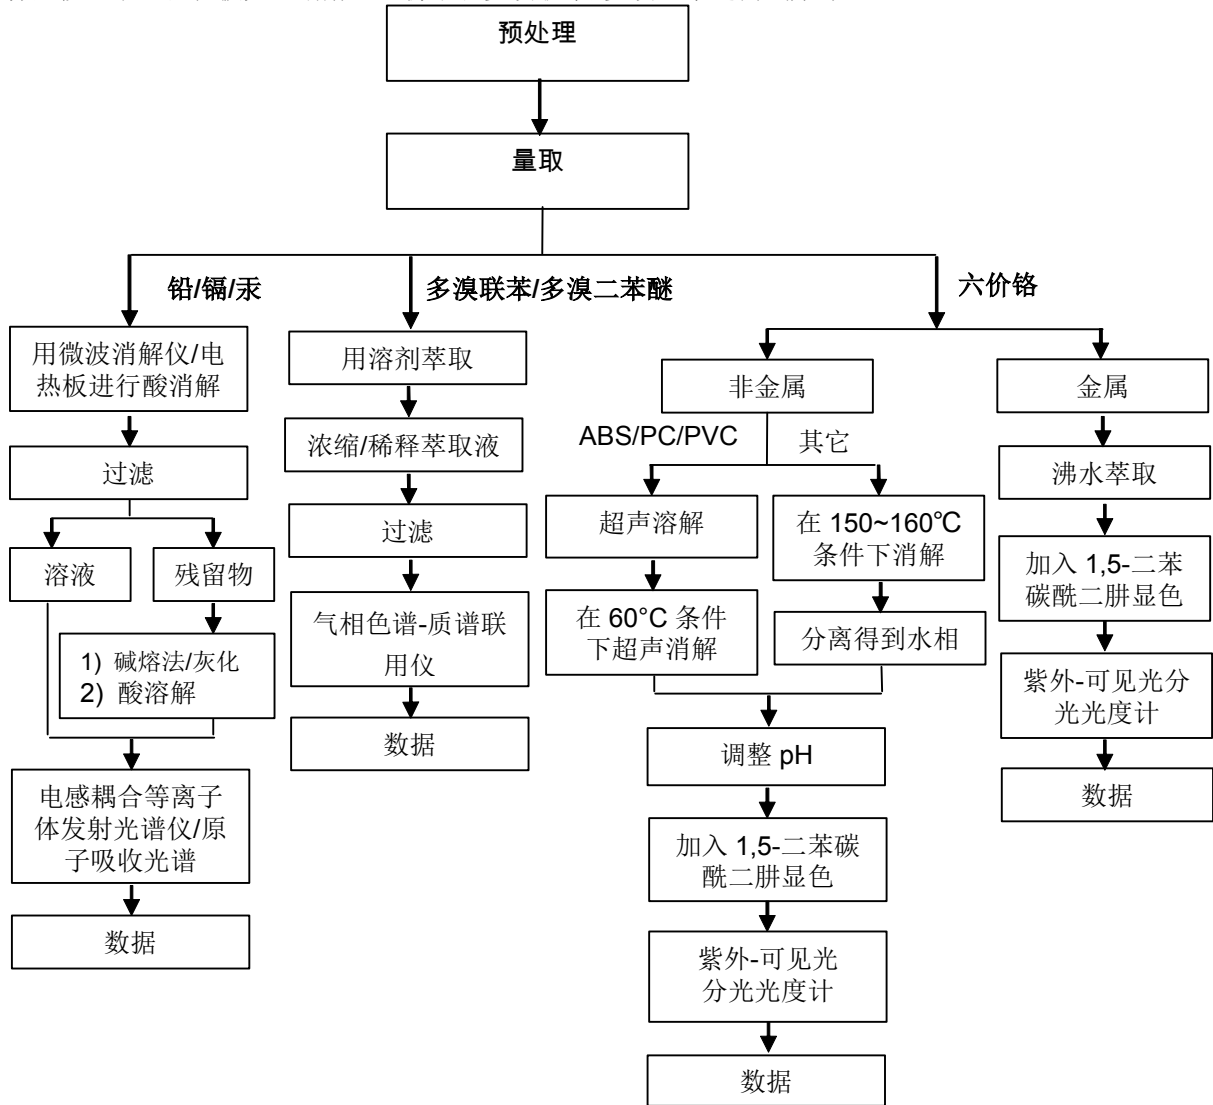 预处理
量取
铅/镉/汞
多溴联苯/多溴二苯醚
六价铬
用微波消解仪/电
热板进行酸消解
过滤
溶液
残留物
1) 碱熔法/灰化
2) 酸溶解
电感耦合等离子
体发射光谱仪/原
子吸收光谱
数据
用溶剂萃取
浓缩/稀释萃取液
过滤
气相色谱-质谱联
用仪
数据
非金属
ABS/PC/PVC
其它
超声溶解
在 60°C 条件
下超声消解
在 150~160℃
条件下消解
分离得到水相
调整 pH
加入 1,5-二苯碳
酰二肼显色
紫外-可见光
分光光度计
数据
金属
沸水萃取
加入 1,5-二苯
碳酰二肼显色
紫外-可见光分
光光度计
数据